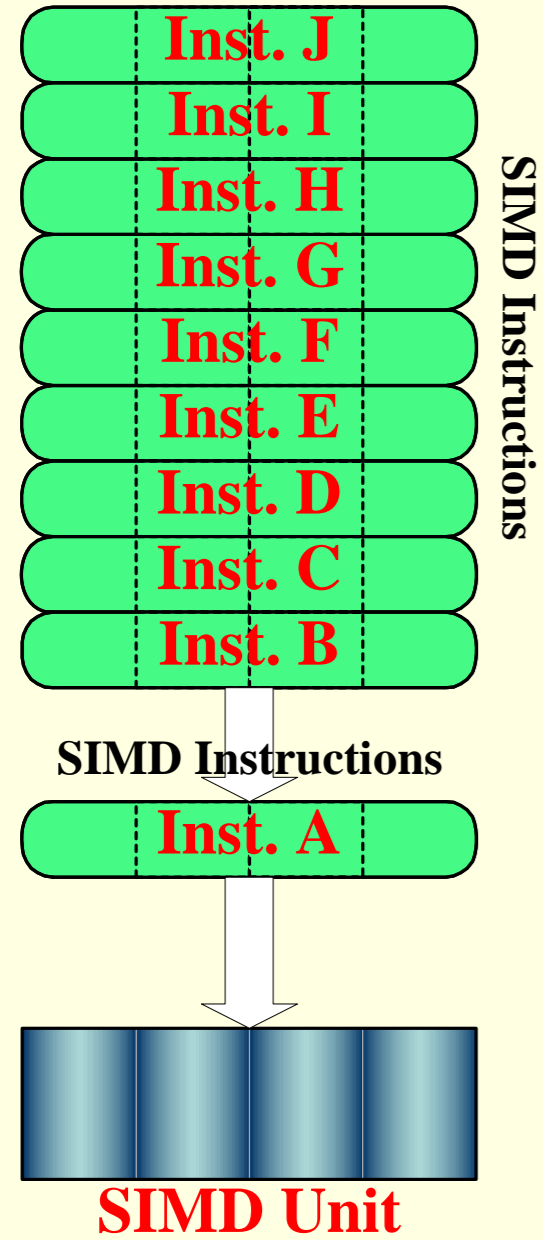 Inst. J
Inst. I
Inst. H
Inst. G
Inst. F
Inst. E
Inst. D
Inst. C
Inst. B
SIMD Instructions
SIMD Instructions
Inst. A
SIMD Unit